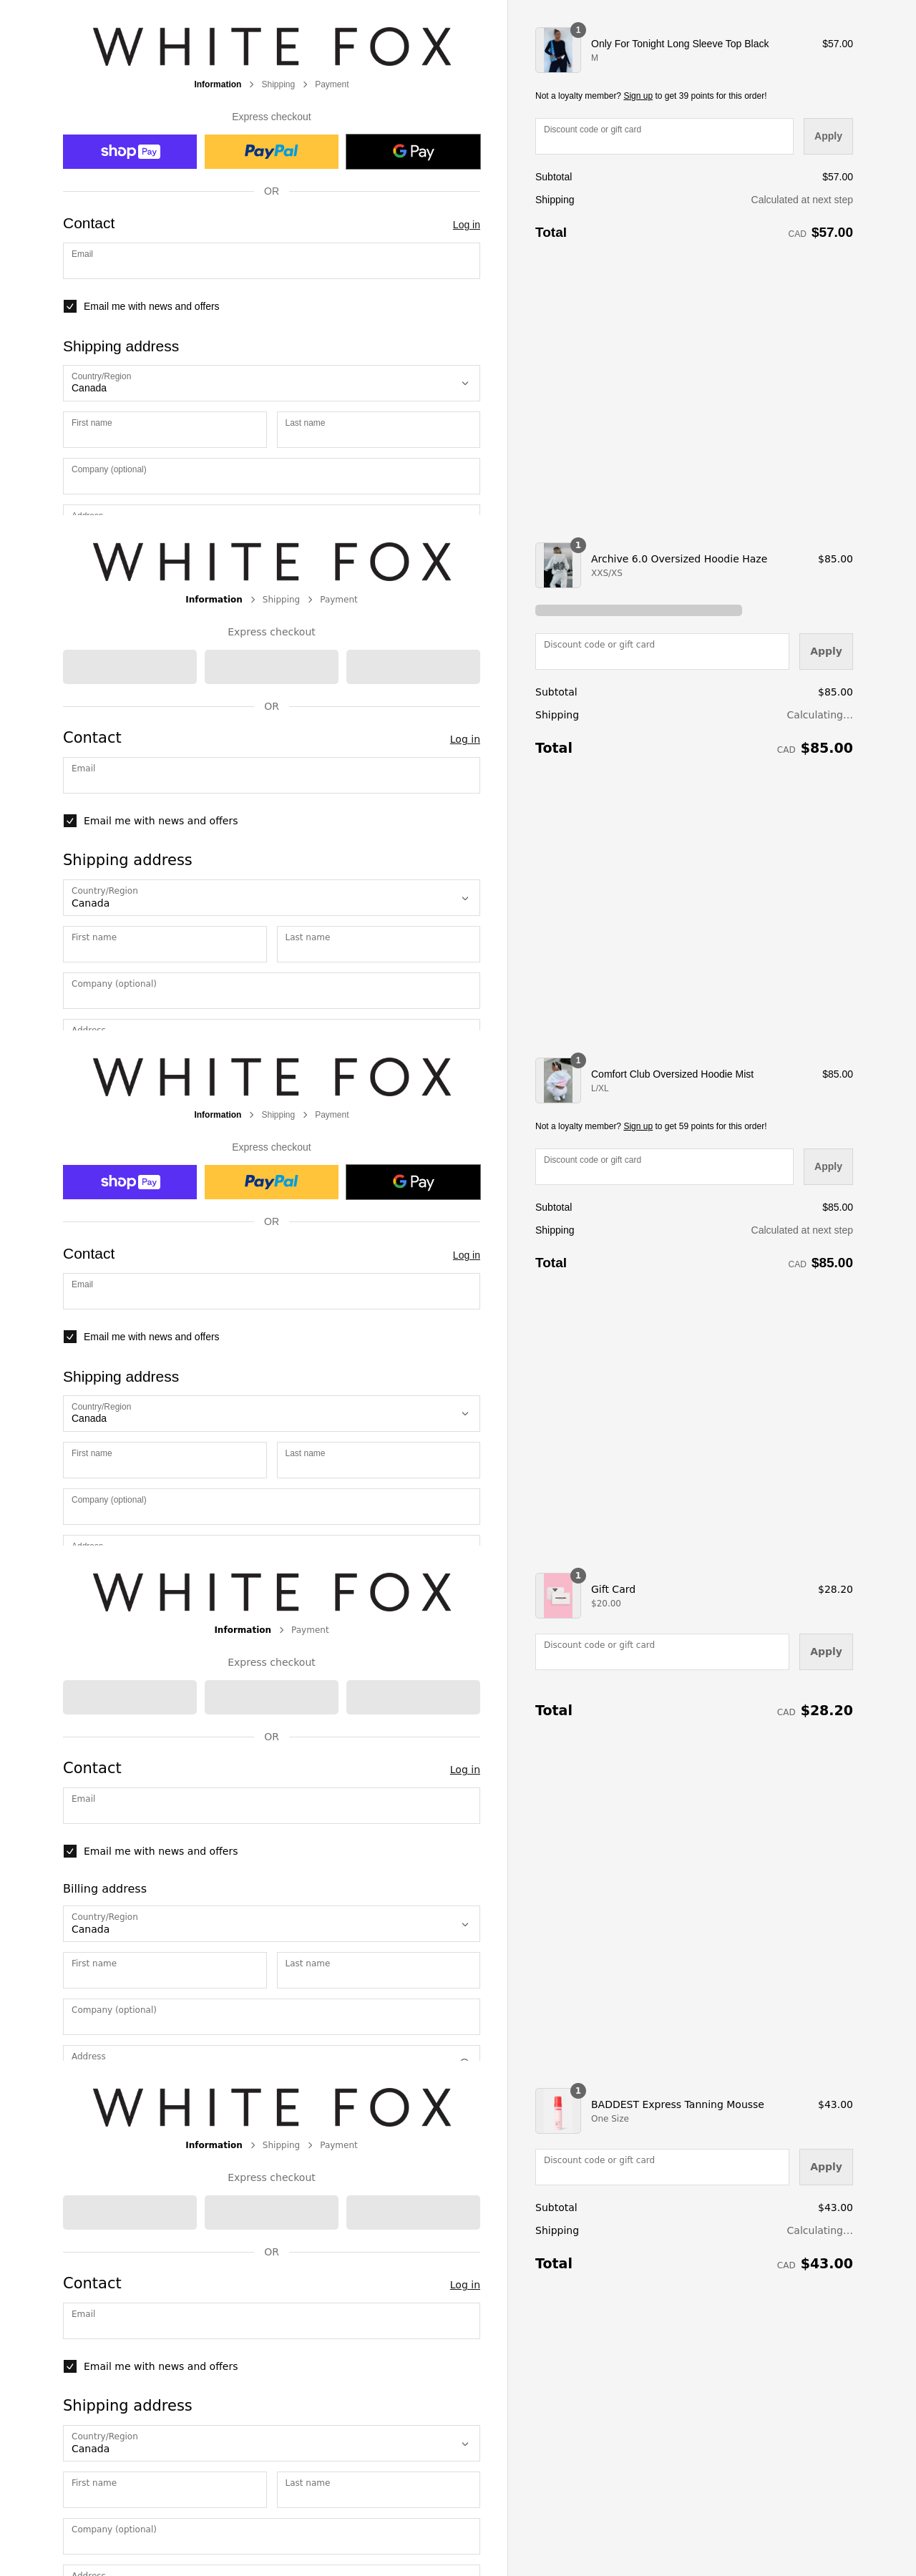 WHITE FOX
Information > Shipping > Payment
Express checkout
shop Pay PayPal G Pay
OR
Contact Log in
Email
Email me with news and offers
Shipping address
Country/Region
Canada
First name Last name
Company (optional)
Address
1
Only For Tonight Long Sleeve Top Black $57.00
M
Not a loyalty member? Sign up to get 39 points for this order!
Discount code or gift card Apply
Subtotal $57.00
Shipping Calculated at next step
Total CAD $57.00
WHITE FOX
Information > Shipping > Payment
Express checkout
OR
Contact Log in
Email
Email me with news and offers
Shipping address
Country/Region
Canada
First name Last name
Company (optional)
Address
1
Archive 6.0 Oversized Hoodie Haze $85.00
XXS/XS
Discount code or gift card Apply
Subtotal $85.00
Shipping Calculating...
Total CAD $85.00
WHITE FOX
Information > Shipping > Payment
Express checkout
shop Pay PayPal G Pay
OR
Contact Log in
Email
Email me with news and offers
Shipping address
Country/Region
Canada
First name Last name
Company (optional)
Address
1
Comfort Club Oversized Hoodie Mist $85.00
L/XL
Not a loyalty member? Sign up to get 59 points for this order!
Discount code or gift card Apply
Subtotal $85.00
Shipping Calculated at next step
Total CAD $85.00
WHITE FOX
Information > Payment
Express checkout
OR
Contact Log in
Email
Email me with news and offers
Billing address
Country/Region
Canada
First name Last name
Company (optional)
Address
1
Gift Card $28.20
$20.00
Discount code or gift card Apply
Total CAD $28.20
WHITE FOX
Information > Shipping > Payment
Express checkout
OR
Contact Log in
Email
Email me with news and offers
Shipping address
Country/Region
Canada
First name Last name
Company (optional)
Address
1
BADDEST Express Tanning Mousse $43.00
One Size
Discount code or gift card Apply
Subtotal $43.00
Shipping Calculating...
Total CAD $43.00